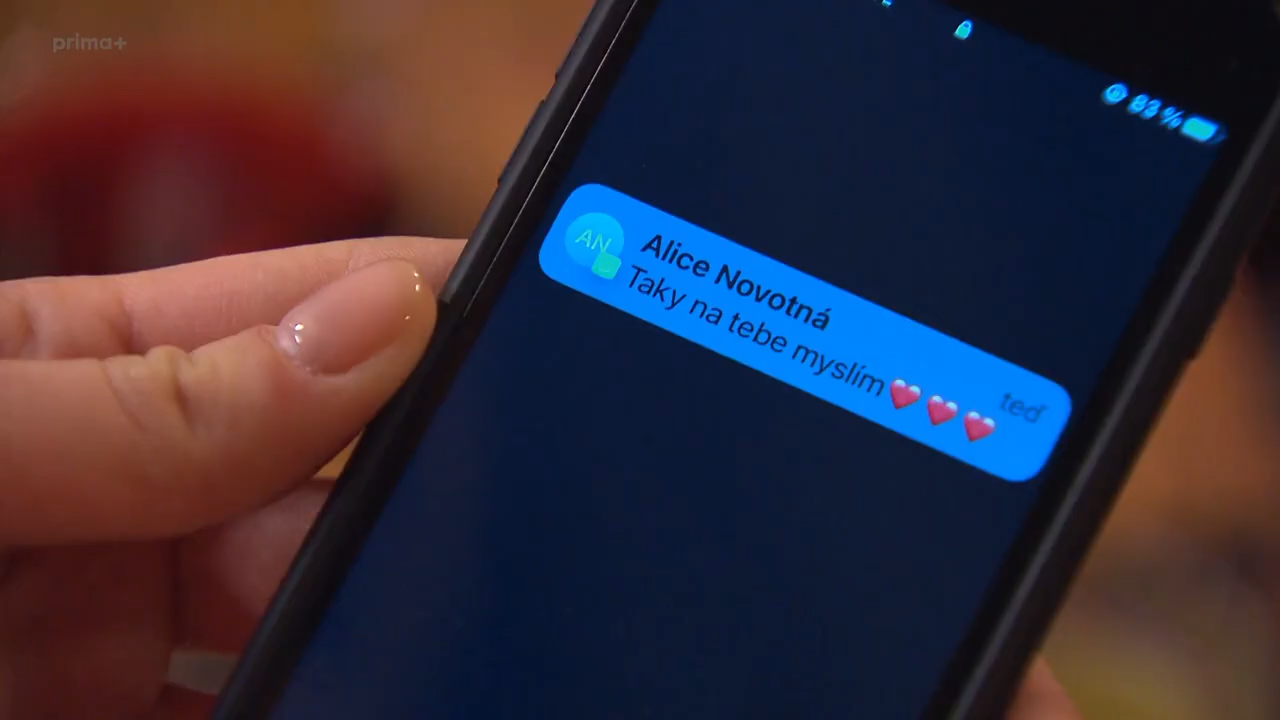 prima+
83 %
AN
Alice Novotná
Taky na tebe myslím ❤❤❤
teď